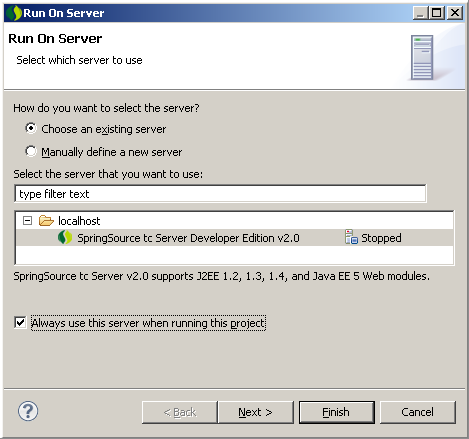 Run On Server
Run On Server
Select which server to use
How do you want to select the server?
Choose an existing server
Manually define a new server
Select the server that you want to use:
type filter text
localhost
SpringSource tc Server Developer Edition v2.0 Stopped
SpringSource tc Server v2.0 supports J2EE 1.2, 1.3, 1.4, and Java EE 5 Web modules.
Always use this server when running this project
? < Back Next > Finish Cancel